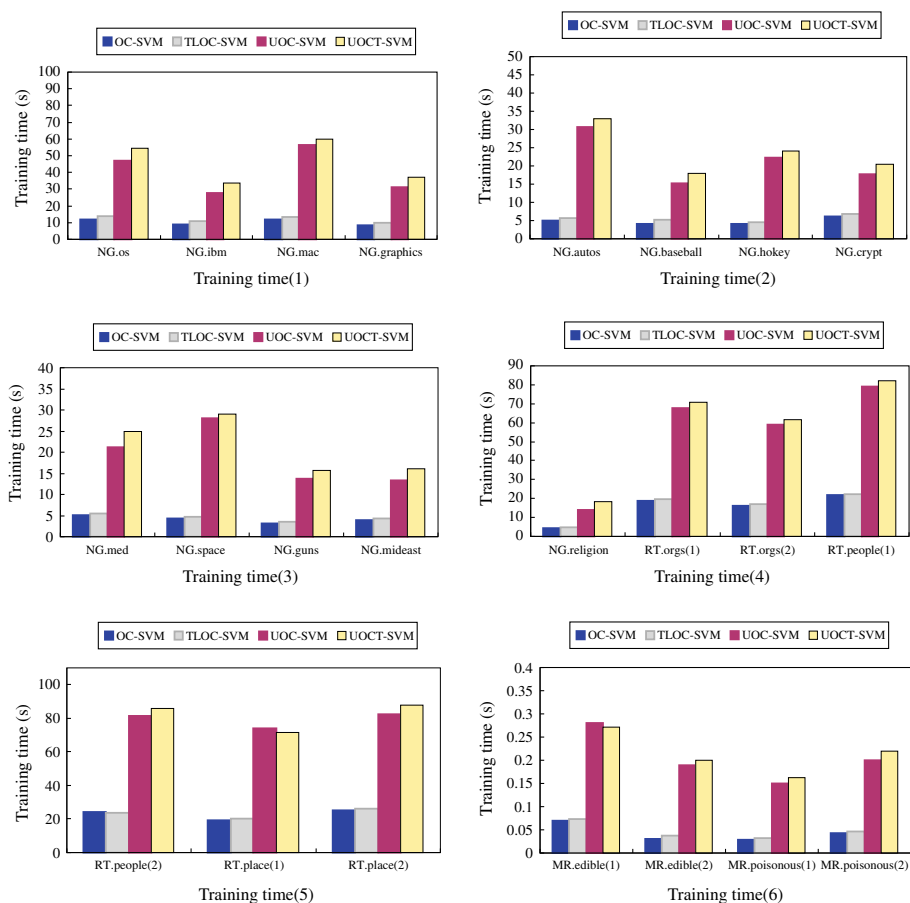 OC-SVM TLOC-SVM UOC-SVM UOCT-SVM
Training time (s)
100
90
80
70
60
50
40
30
20
10
0
NG.os NG.ibm NG.mac NG.graphics
Training time(1)
OC-SVM TLOC-SVM UOC-SVM UOCT-SVM
Training time (s)
50
45
40
35
30
25
20
15
10
5
0
NG.autos NG.baseball NG.hokey NG.crypt
Training time(2)
OC-SVM TLOC-SVM UOC-SVM UOCT-SVM
Training time (s)
40
35
30
25
20
15
10
5
0
NG.med NG.space NG.guns NG.mideast
Training time(3)
OC-SVM TLOC-SVM UOC-SVM UOCT-SVM
Training time (s)
90
80
70
60
50
40
30
20
10
0
NG.religion RT.orgs(1) RT.orgs(2) RT.people(1)
Training time(4)
OC-SVM TLOC-SVM UOC-SVM UOCT-SVM
Training time (s)
100
80
60
40
20
0
RT.people(2) RT.place(1) RT.place(2)
Training time(5)
OC-SVM TLOC-SVM UOC-SVM UOCT-SVM
Training time (s)
0.4
0.35
0.3
0.25
0.2
0.15
0.1
0.05
0
MR.edible(1) MR.edible(2) MR.poisonous(1) MR.poisonous(2)
Training time(6)